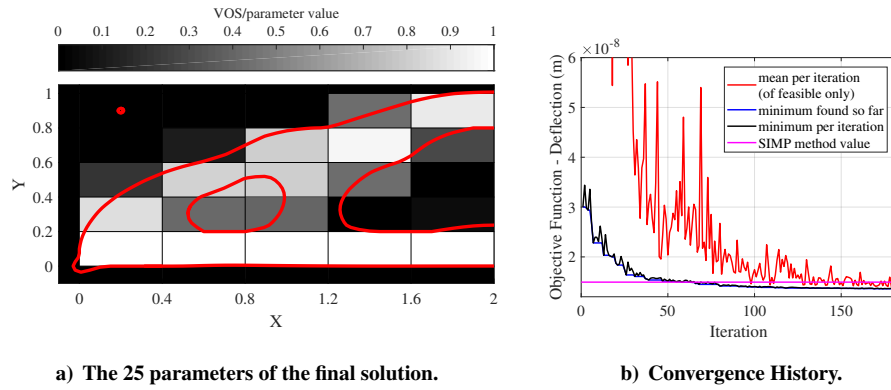 VOS/parameter value
0 0.1 0.2 0.3 0.4 0.5 0.6 0.7 0.8 0.9 1
1
0.8
0.6
0.4
0.2
0
Y
0 0.4 0.8 1.2 1.6 2
X
a) The 25 parameters of the final solution.
×10⁻⁸
6
5
4
3
2
Objective Function - Deflection (m)
mean per iteration
(of feasible only)
minimum found so far
minimum per iteration
SIMP method value
0 50 100 150
Iteration
b) Convergence History.